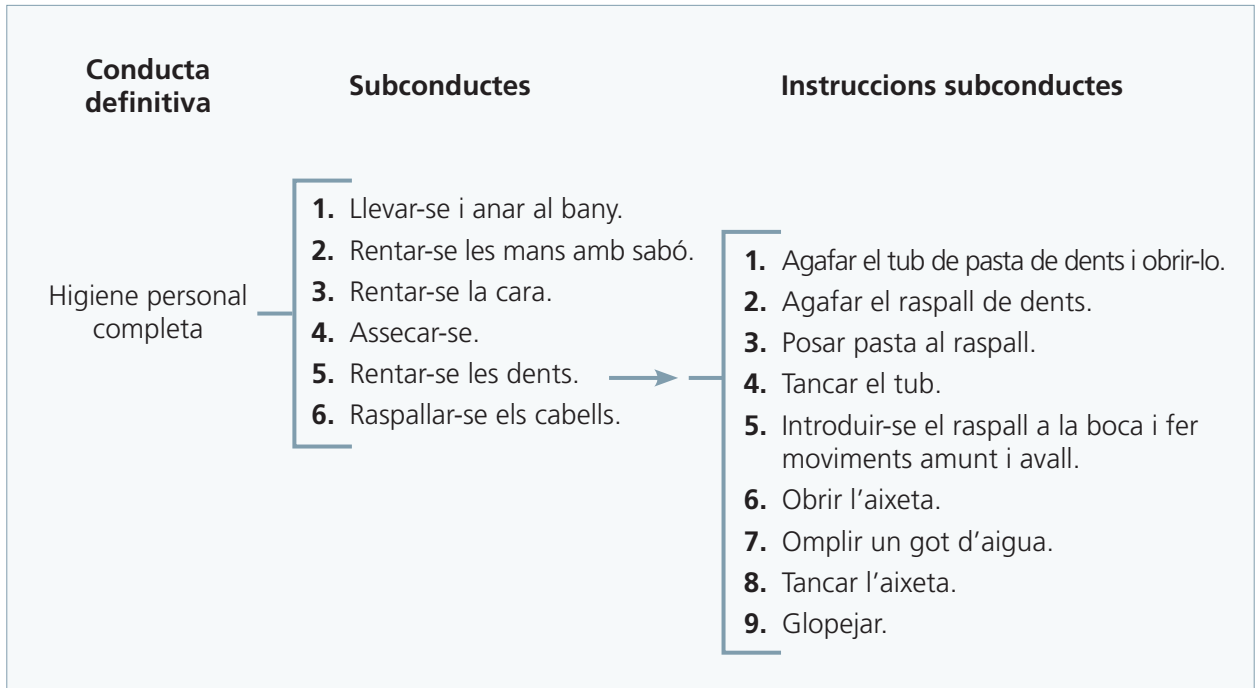 Conducta
definitiva
Subconductes
Instruccions subconductes
Higiene personal
completa
1. Llevar-se i anar al bany.
2. Rentar-se les mans amb sabó.
3. Rentar-se la cara.
4. Assecar-se.
5. Rentar-se les dents.
6. Raspallar-se els cabells.
1. Agafar el tub de pasta de dents i obrir-lo.
2. Agafar el raspall de dents.
3. Posar pasta al raspall.
4. Tancar el tub.
5. Introduir-se el raspall a la boca i fer
moviments amunt i avall.
6. Obrir l’aixeta.
7. Omplir un got d’aigua.
8. Tancar l’aixeta.
9. Glopejar.